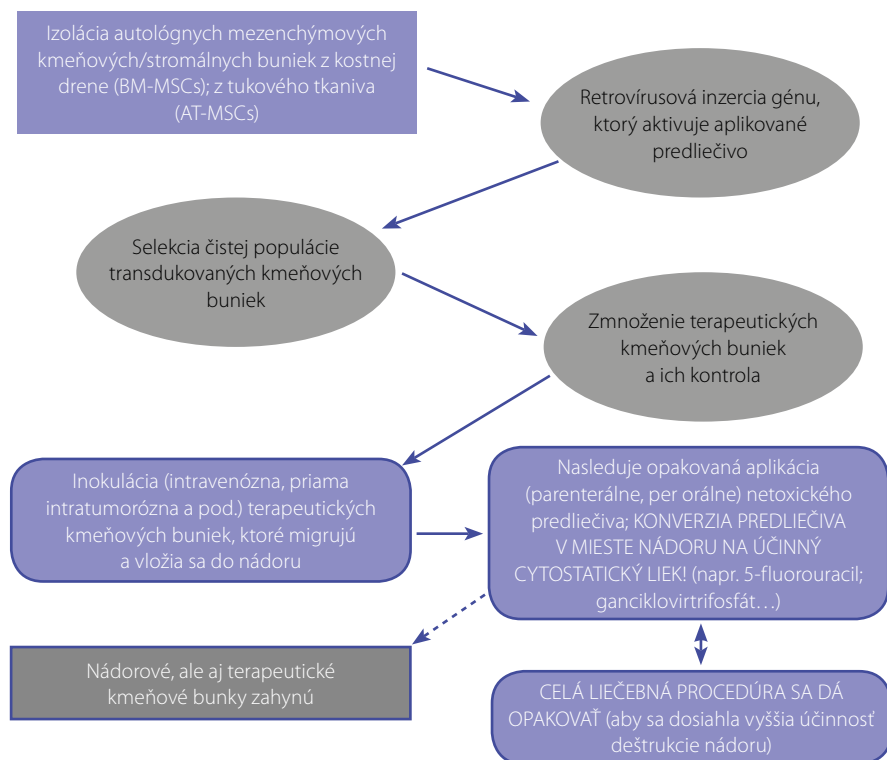 Izolácia autológnych mezenchýmových
kmeňových/stromálnych buniek z kostnej
drene (BM-MSCs); z tukového tkaniva
(AT-MSCs)
Retrovírusová inzercia génu,
ktorý aktivuje aplikované
predliečivo
Selekcia čistej populácie
transdukovaných kmeňových
buniek
Zmnoženie terapeutických
kmeňových buniek
a ich kontrola
Inokulácia (intravenózna, priama
intratumorózna a pod.) terapeutických
kmeňových buniek, ktoré migrujú
a vložia sa do nádoru
Nasleduje opakovaná aplikácia
(parenterálne, per orálne) netoxického
predliečiva; KONVERZIA PREDLIEČIVA
V MIESTE NÁDORU NA ÚČINNÝ
CYTOSTATICKÝ LIEK! (napr. 5-fluorouracil;
ganciklovirtrifosfát…)
Nádorové, ale aj terapeutické
kmeňové bunky zahynú
CELÁ LIEČEBNÁ PROCEDÚRA SA DÁ
OPAKOVAŤ (aby sa dosiahla vyššia účinnosť
deštrukcie nádoru)